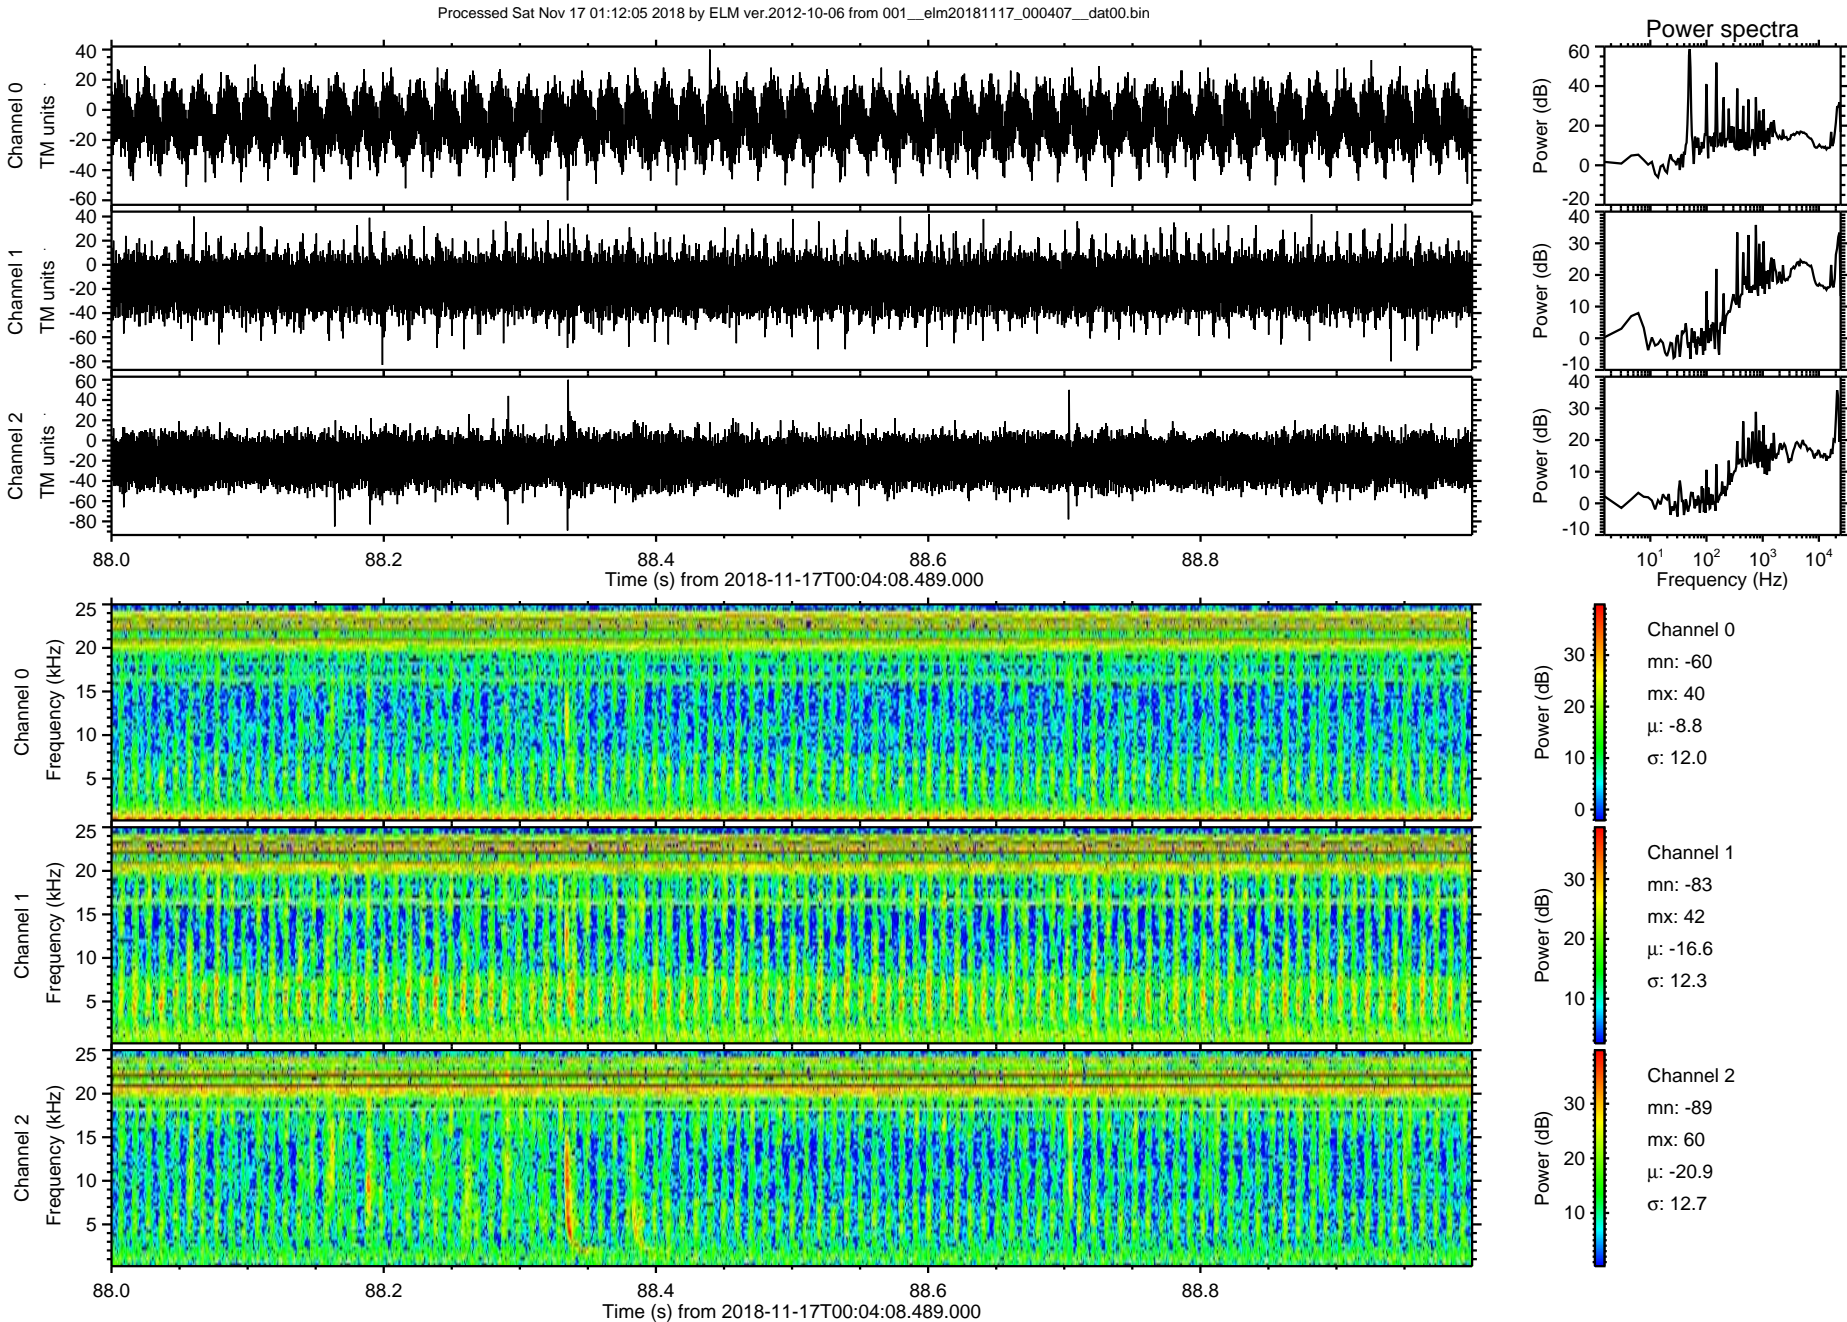 Processed Sat Nov 17 01:12:05 2018 by ELM ver.2012-10-06 from 001__elm20181117_000407__dat00.bin
Power spectra
Channel 0
TM units
40
20
0
-20
-40
-60
Power (dB)
60
40
20
0
-20
Channel 1
TM units
40
20
0
-20
-40
-60
-80
Power (dB)
40
30
20
10
0
-10
Channel 2
TM units
60
40
20
0
-20
-40
-60
-80
Power (dB)
40
30
20
10
0
-10
88.0 88.2 88.4 88.6 88.8
Time (s) from 2018-11-17T00:04:08.489.000
10^1 10^2 10^3 10^4
Frequency (Hz)
Channel 0
Frequency (kHz)
25
20
15
10
5
Power (dB)
30
20
10
0
Channel 0
mn: -60
mx: 40
μ: -8.8
σ: 12.0
Channel 1
Frequency (kHz)
25
20
15
10
5
Power (dB)
30
20
10
Channel 1
mn: -83
mx: 42
μ: -16.6
σ: 12.3
Channel 2
Frequency (kHz)
25
20
15
10
5
Power (dB)
30
20
10
Channel 2
mn: -89
mx: 60
μ: -20.9
σ: 12.7
88.0 88.2 88.4 88.6 88.8
Time (s) from 2018-11-17T00:04:08.489.000